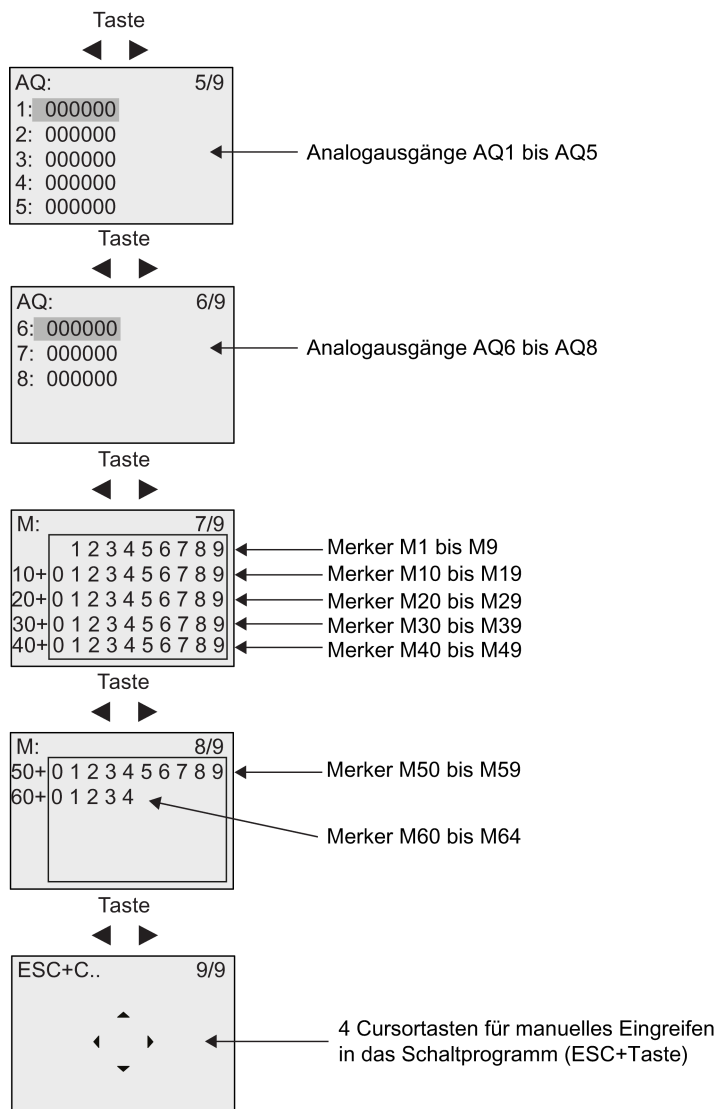 Taste
AQ: 5/9
1: 000000
2: 000000
3: 000000
4: 000000
5: 000000
Analogausgänge AQ1 bis AQ5
Taste
AQ: 6/9
6: 000000
7: 000000
8: 000000
Analogausgänge AQ6 bis AQ8
Taste
M: 7/9
1 2 3 4 5 6 7 8 9 Merker M1 bis M9
10+ 0 1 2 3 4 5 6 7 8 9 Merker M10 bis M19
20+ 0 1 2 3 4 5 6 7 8 9 Merker M20 bis M29
30+ 0 1 2 3 4 5 6 7 8 9 Merker M30 bis M39
40+ 0 1 2 3 4 5 6 7 8 9 Merker M40 bis M49
Taste
M: 8/9
50+ 0 1 2 3 4 5 6 7 8 9 Merker M50 bis M59
60+ 0 1 2 3 4
Merker M60 bis M64
Taste
ESC+C.. 9/9
4 Cursortasten für manuelles Eingreifen
in das Schaltprogramm (ESC+Taste)